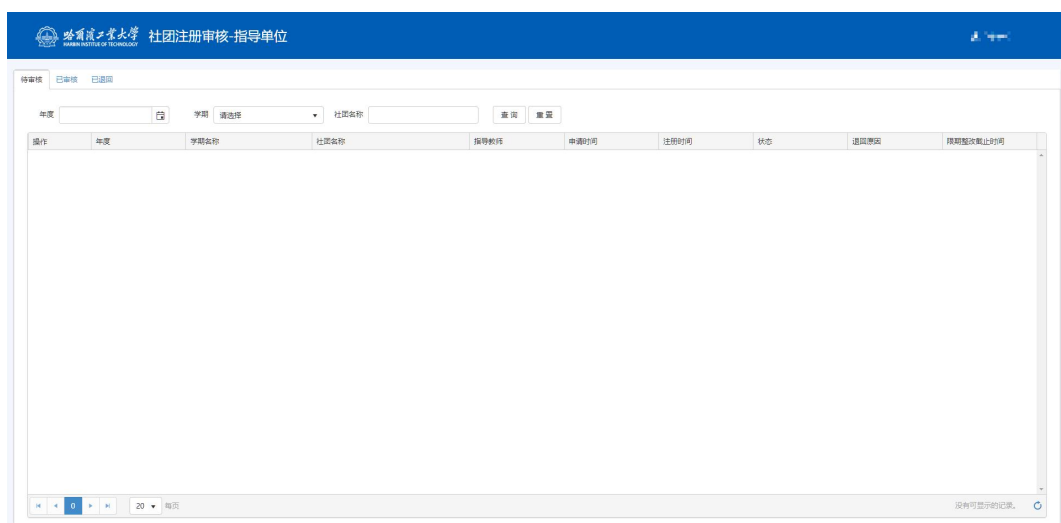 哈爾濱工業大學 社团注册审核-指导单位
HARBIN INSTITUTE OF TECHNOLOGY
待审核 已审核 已退回
年度 学期 请选择 社团名称 查询 重置
操作 年度 学期名称 社团名称 指导教师 申请时间 注册时间 状态 退回原因 限期整改截止时间
0 20 每页 没有可显示的记录。